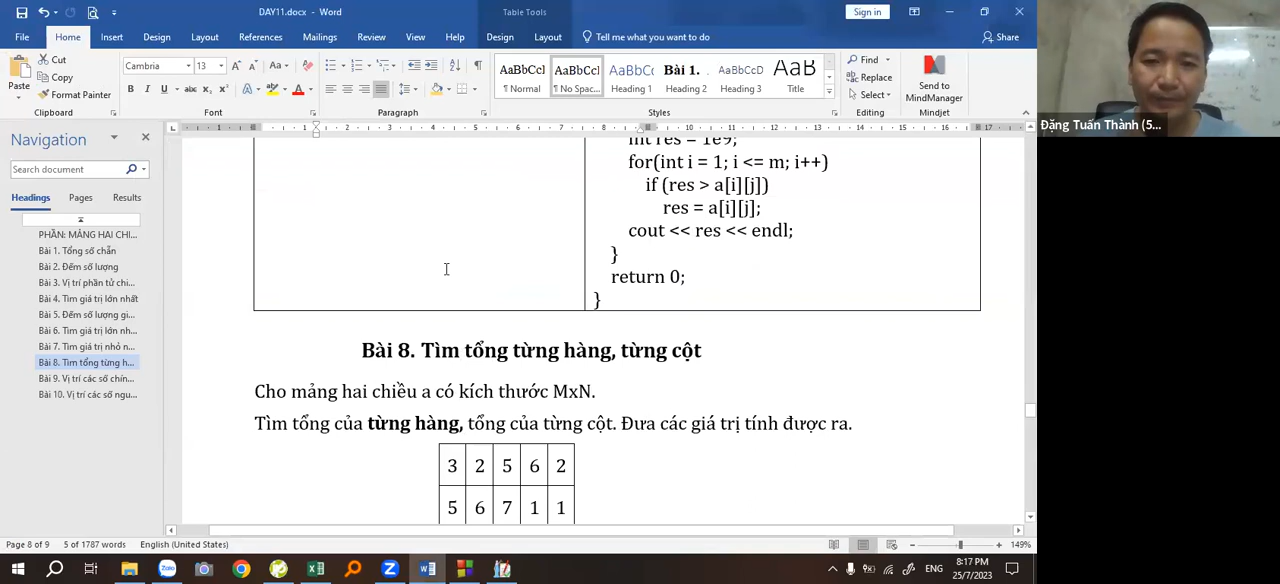 DAY11.docx - Word
Table Tools
Sign in
File Home Insert Design Layout References Mailings Review View Help Design Layout Tell me what you want to do Share
Paste
Cut
Copy
Format Painter
Clipboard
Cambria 13
Font
Paragraph
AaBbCcl AaBbCcl AaBbCc Bài 1. AaBbCcD AaB
¶ Normal ¶ No Spac... Heading 1 Heading 2 Heading 3 Title
Styles
Find
Replace
Select
Editing
Send to
MindManager
Mindjet
Navigation
Search document
Headings Pages Results
PHẦN: MẢNG HAI CHI...
Bài 1. Tổng số chẵn
Bài 2. Đếm số lượng
Bài 3. Vị trí phần tử chi...
Bài 4. Tìm giá trị lớn nhất
Bài 5. Đếm số lượng gi...
Bài 6. Tìm giá trị lớn nh...
Bài 7. Tìm giá trị nhỏ n...
Bài 8. Tìm tổng từng h...
Bài 9. Vị trí các số chín...
Bài 10. Vị trí các số ngu...
int res = 1e9;
for(int i = 1; i <= m; i++)
if (res > a[i][j])
res = a[i][j];
cout << res << endl;
}
return 0;
}
Bài 8. Tìm tổng từng hàng, từng cột
Cho mảng hai chiều a có kích thước MxN.
Tìm tổng của từng hàng, tổng của từng cột. Đưa các giá trị tính được ra.
3 2 5 6 2
5 6 7 1 1
Page 8 of 9 5 of 1787 words English (United States) 149%
Zalo
ENG
8:17 PM
25/7/2023
Đặng Tuấn Thành (5...